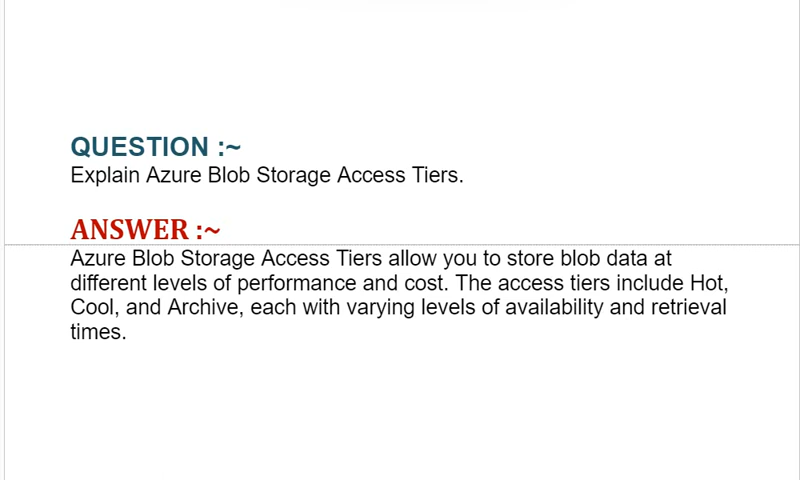 QUESTION :~
Explain Azure Blob Storage Access Tiers.
ANSWER :~
Azure Blob Storage Access Tiers allow you to store blob data at
different levels of performance and cost. The access tiers include Hot,
Cool, and Archive, each with varying levels of availability and retrieval
times.